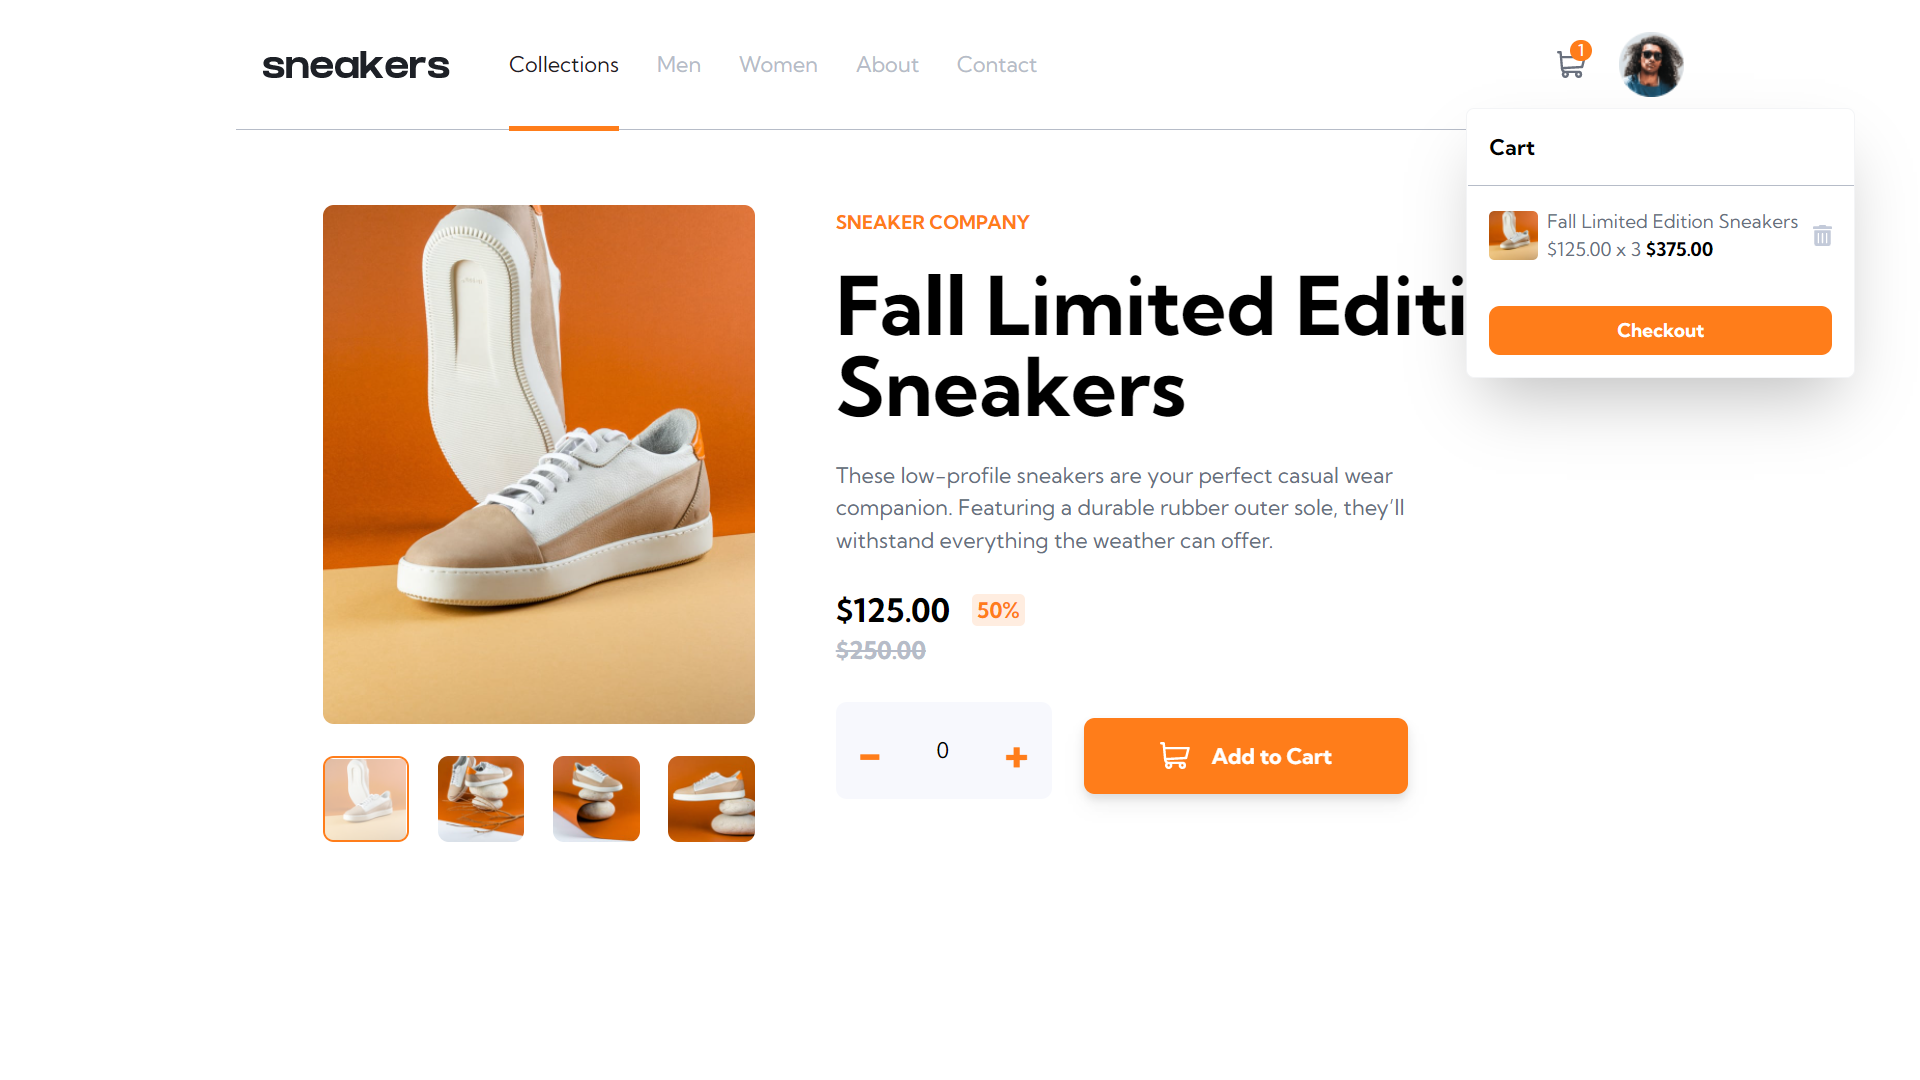 sneakers
Collections Men Women About Contact
1
Cart
Fall Limited Edition Sneakers
$125.00 x 3 $375.00
Checkout
SNEAKER COMPANY
Fall Limited Editi
Sneakers
These low-profile sneakers are your perfect casual wear
companion. Featuring a durable rubber outer sole, they’ll
withstand everything the weather can offer.
$125.00 50%
$250.00
0
Add to Cart